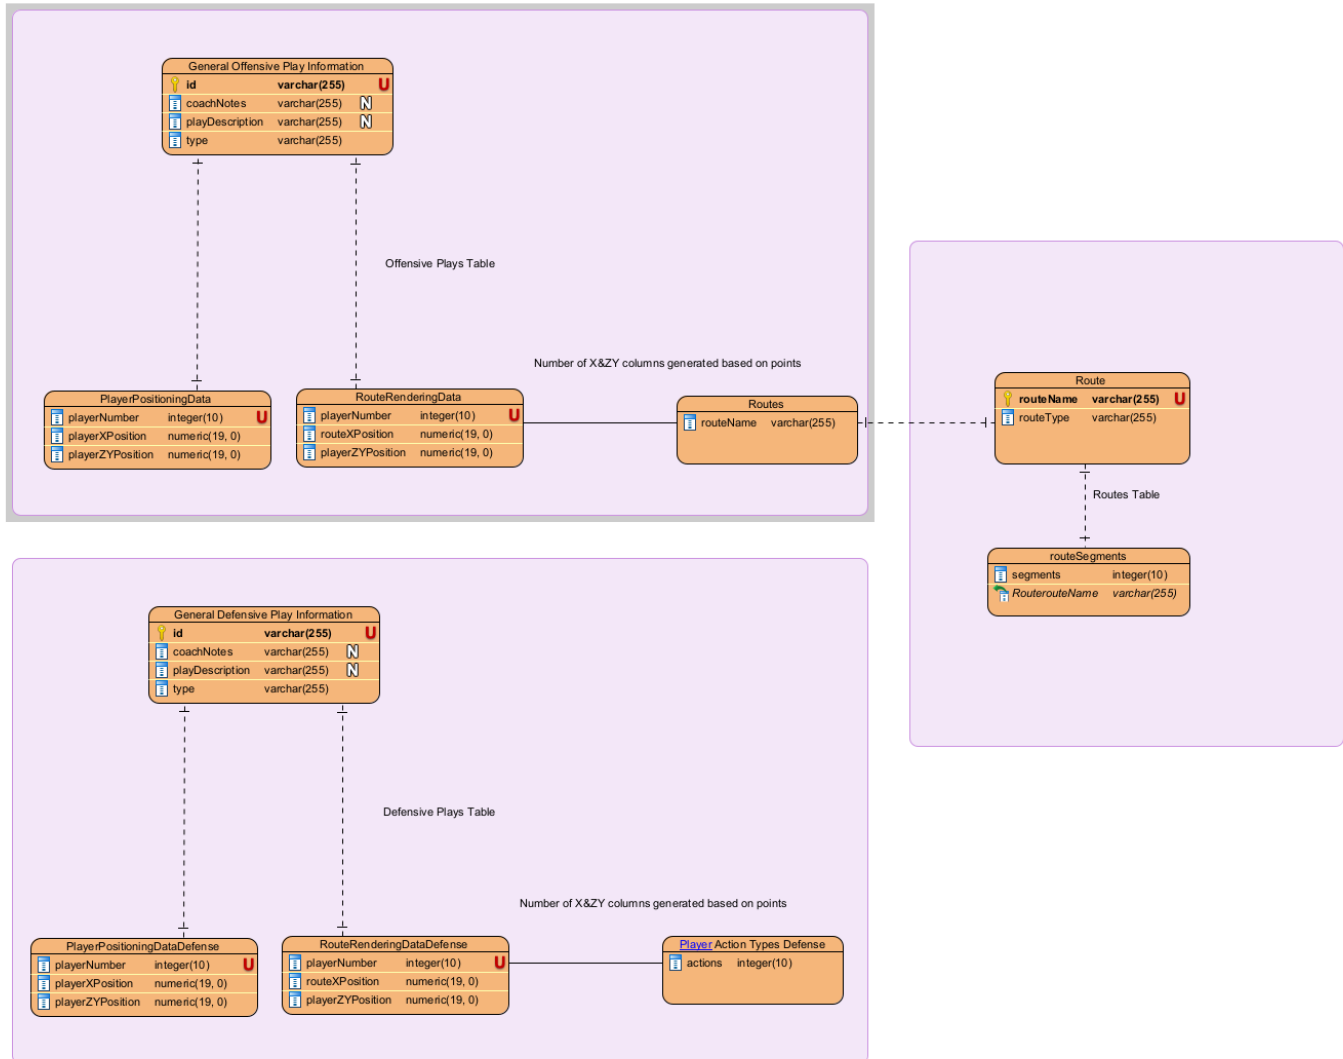 General Offensive Play Information
id varchar(255) U
coachNotes varchar(255) N
playDescription varchar(255) N
type varchar(255)
Offensive Plays Table
Number of X&ZY columns generated based on points
PlayerPositioningData
playerNumber integer(10) U
playerXPosition numeric(19, 0)
playerZYPosition numeric(19, 0)
RouteRenderingData
playerNumber integer(10) U
routeXPosition numeric(19, 0)
playerZYPosition numeric(19, 0)
Routes
routeName varchar(255)
Route
routeName varchar(255) U
routeType varchar(255)
Routes Table
routeSegments
segments integer(10)
RouterouteName varchar(255)
General Defensive Play Information
id varchar(255) U
coachNotes varchar(255) N
playDescription varchar(255) N
type varchar(255)
Defensive Plays Table
Number of X&ZY columns generated based on points
PlayerPositioningDataDefense
playerNumber integer(10) U
playerXPosition numeric(19, 0)
playerZYPosition numeric(19, 0)
RouteRenderingDataDefense
playerNumber integer(10) U
routeXPosition numeric(19, 0)
playerZYPosition numeric(19, 0)
Player Action Types Defense
actions integer(10)